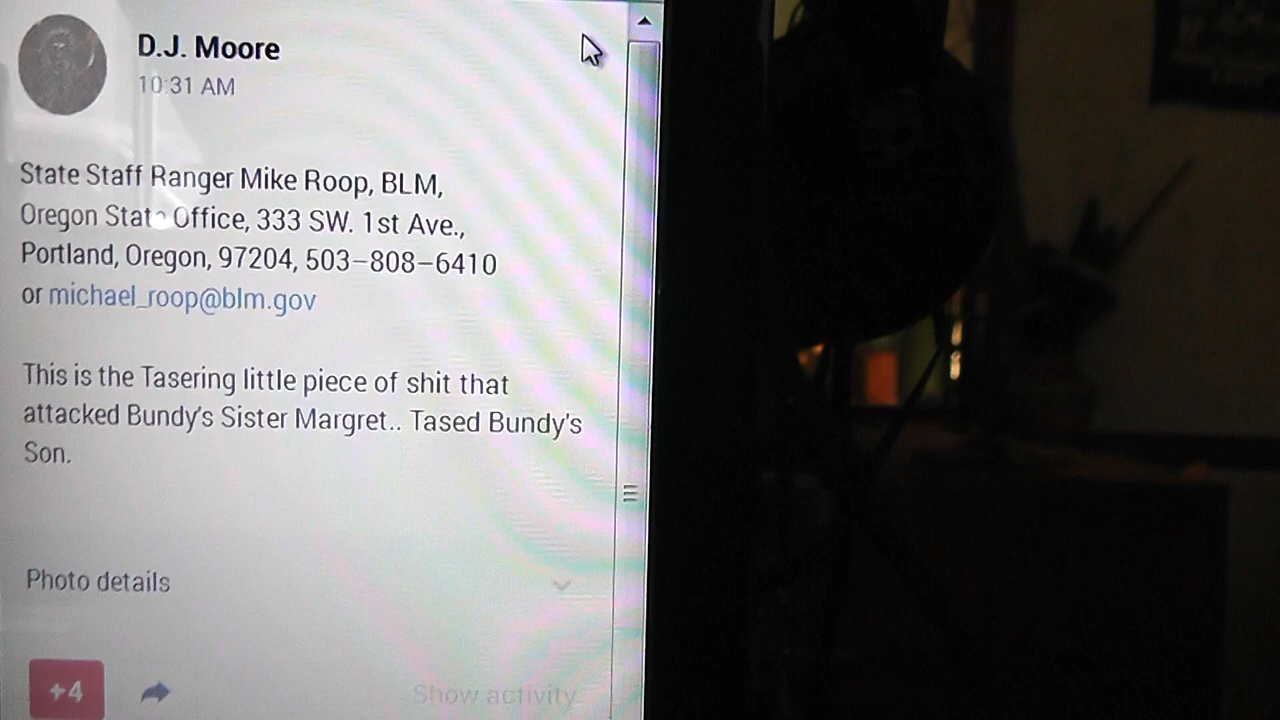 D.J. Moore
10:31 AM
State Staff Ranger Mike Roop, BLM,
Oregon State Office, 333 SW. 1st Ave.,
Portland, Oregon, 97204, 503-808-6410
or michael_roop@blm.gov
This is the Tasering little piece of shit that
attacked Bundy's Sister Margret.. Tased Bundy's
Son.
Photo details
+4
Show activity